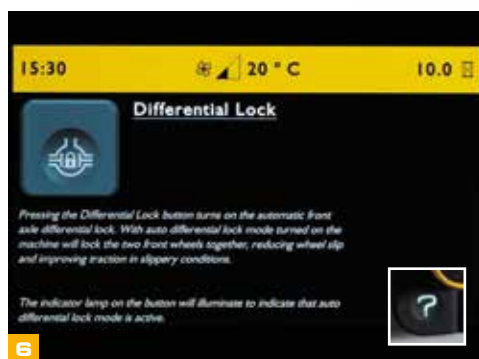 15:30 20 ° C 10.0
Differential Lock
Pressing the Differential Lock button turns on the automatic front
axle differential lock. With auto differential lock mode turned on the
machine will lock the two front wheels together, reducing wheel slip
and improving traction in slippery conditions.
The indicator lamp on the button will illuminate to indicate that auto
differential lock mode is active.
?
6